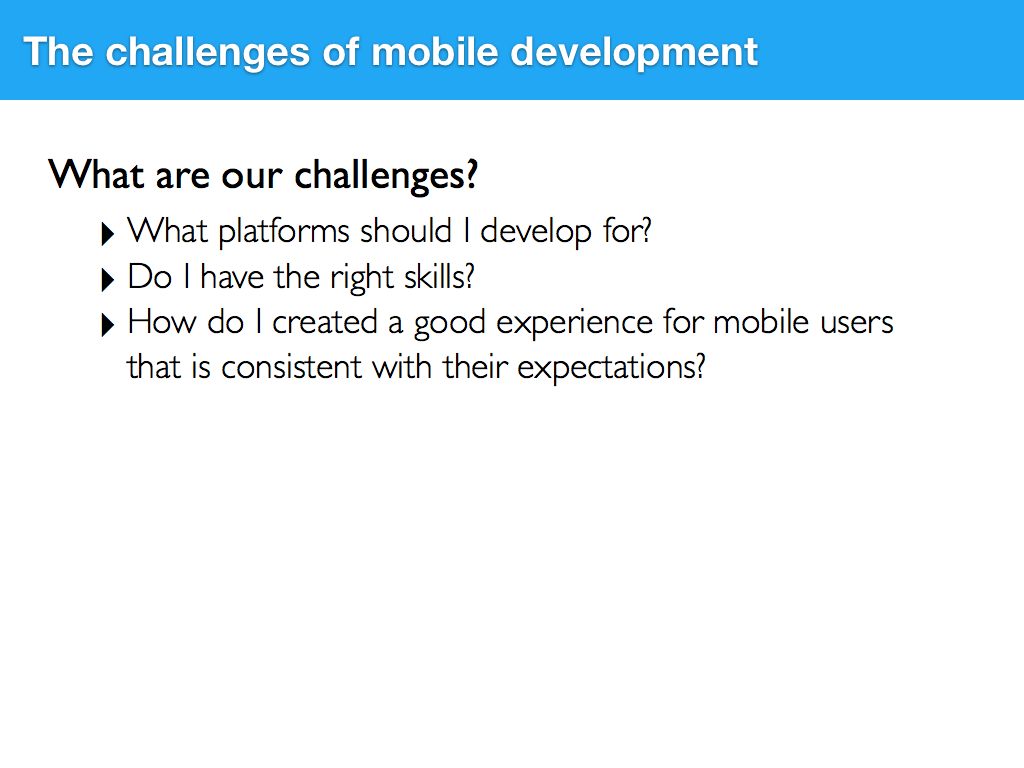 The challenges of mobile development
What are our challenges?
What platforms should I develop for?
Do I have the right skills?
How do I created a good experience for mobile users
that is consistent with their expectations?